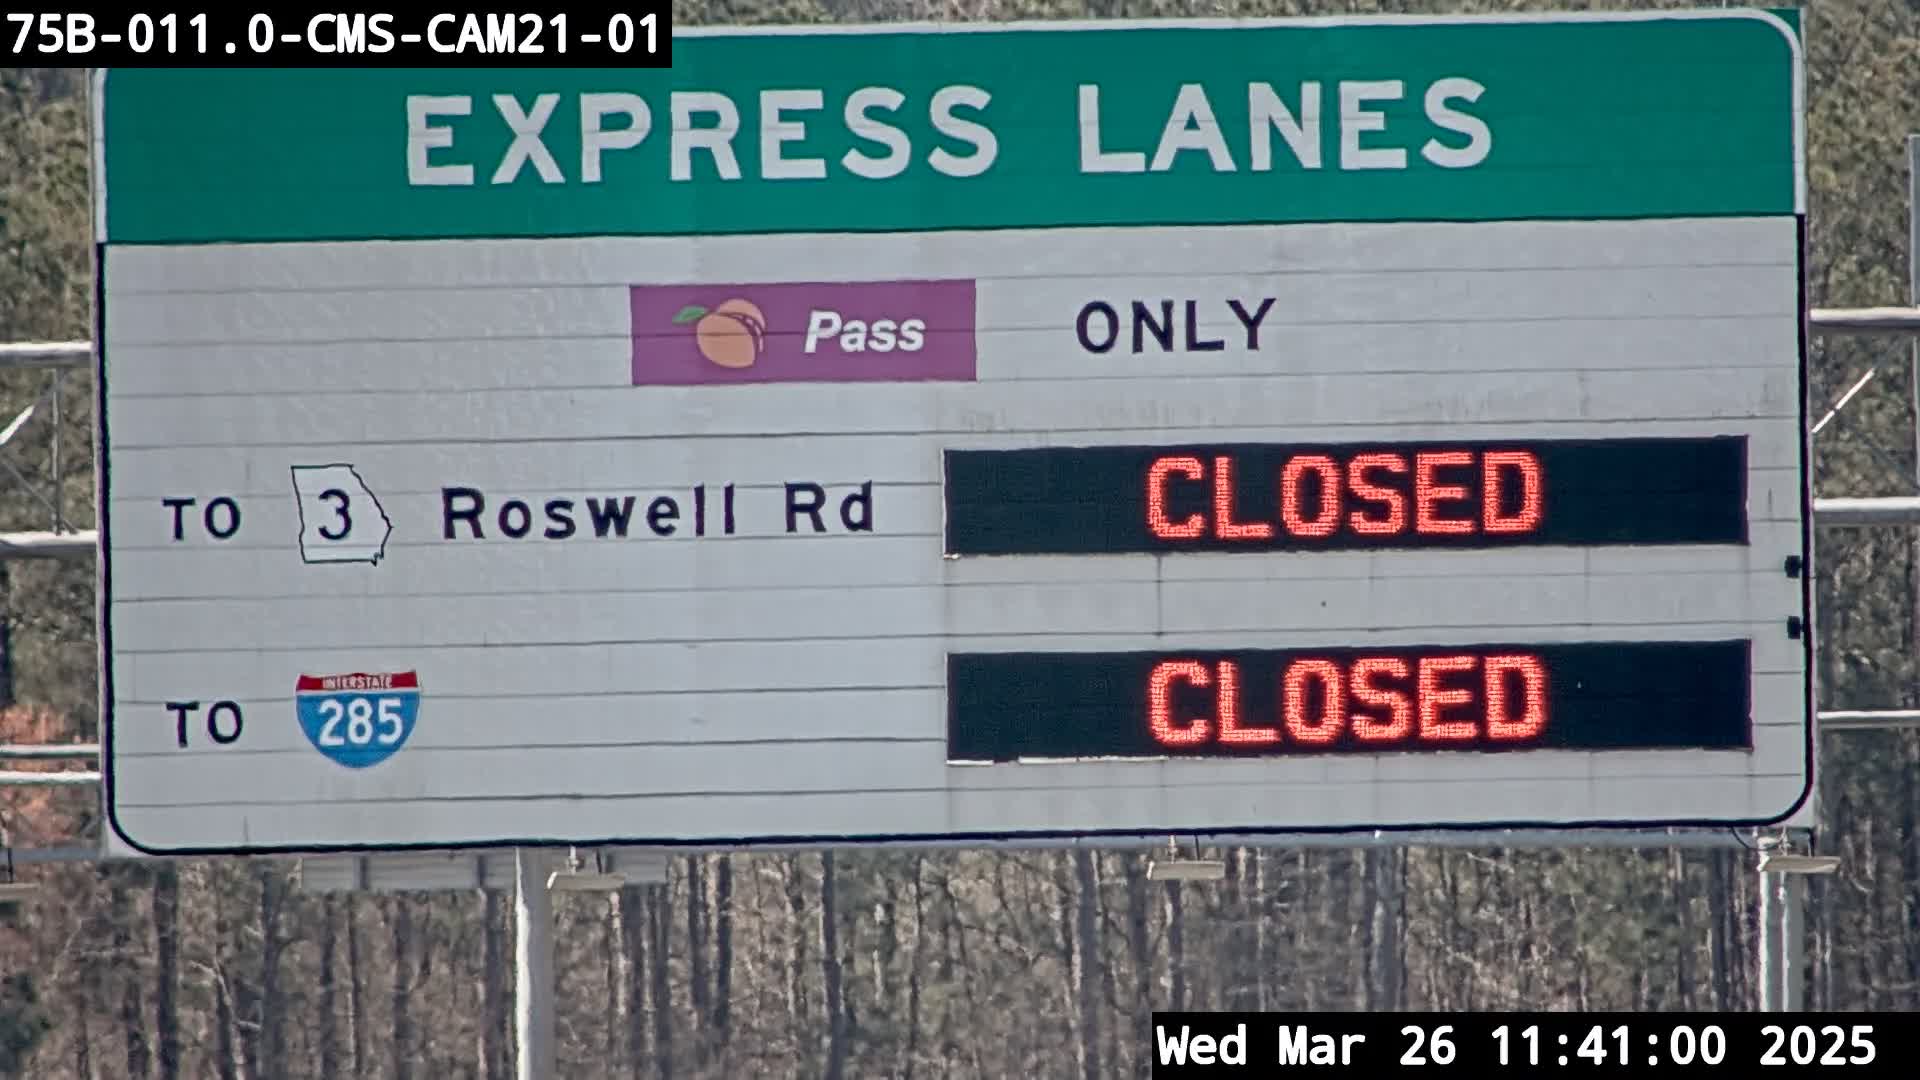 75B-011.0-CMS-CAM21-01
EXPRESS LANES
Pass ONLY
TO 3 Roswell Rd CLOSED
INTERSTATE
TO 285 CLOSED
Wed Mar 26 11:41:00 2025